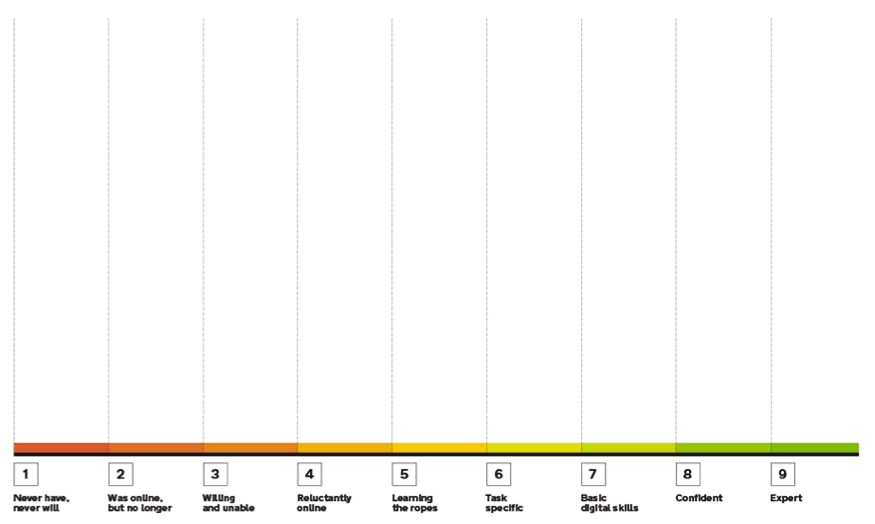 1 2 3 4 5 6 7 8 9
Never have,
never will
Was online,
but no longer
Willing
and unable
Reluctantly
online
Learning
the ropes
Task
specific
Basic
digital skills
Confident
Expert